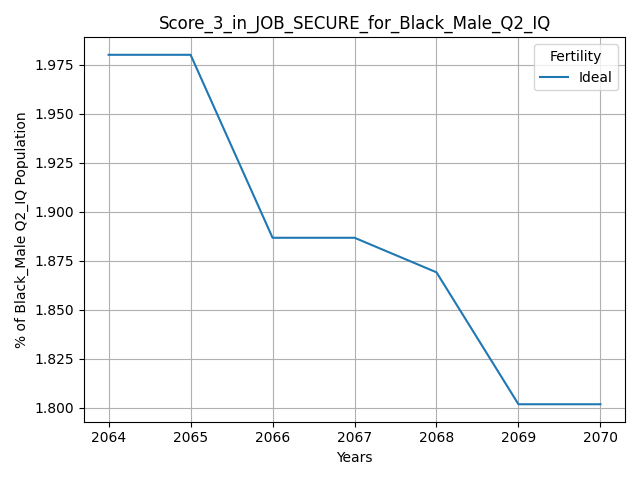 Score_3_in_JOB_SECURE_for_Black_Male_Q2_IQ
Fertility
Ideal
% of Black_Male Q2_IQ Population
1.975
1.950
1.925
1.900
1.875
1.850
1.825
1.800
2064 2065 2066 2067 2068 2069 2070
Years